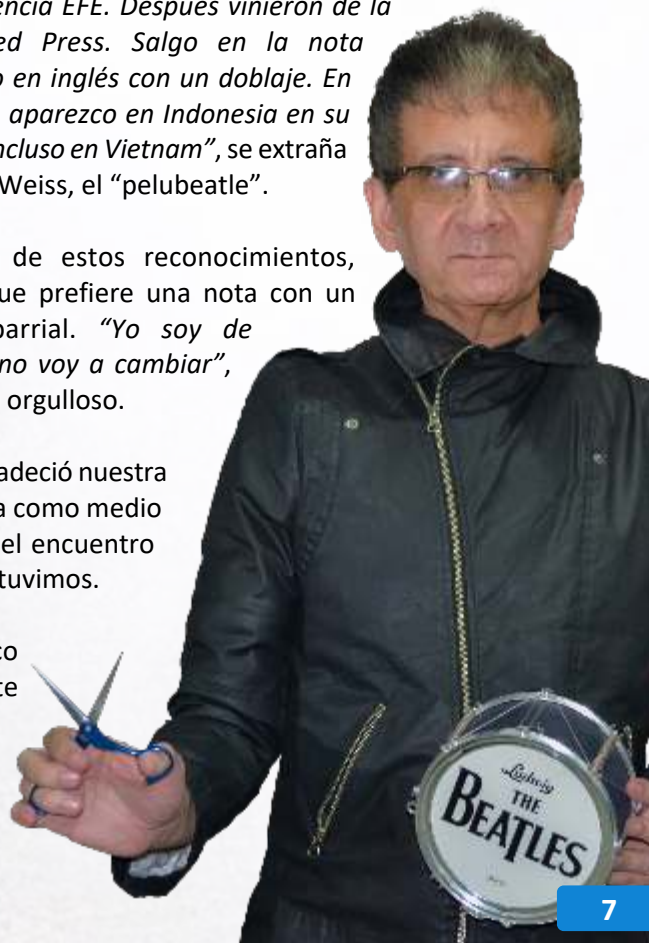 encia EFE. Después vinieron de la
ed Press. Salgo en la nota
o en inglés con un doblaje. En
aparezco en Indonesia en su
ncluso en Vietnam”, se extraña
Weiss, el “pelubeatle”.
de estos reconocimientos,
ue prefiere una nota con un
barrial. “Yo soy de
no voy a cambiar”,
orgulloso.
adeció nuestra
a como medio
el encuentro
tuvimos.
co
te
Ludwig
THE
BEATLES
7